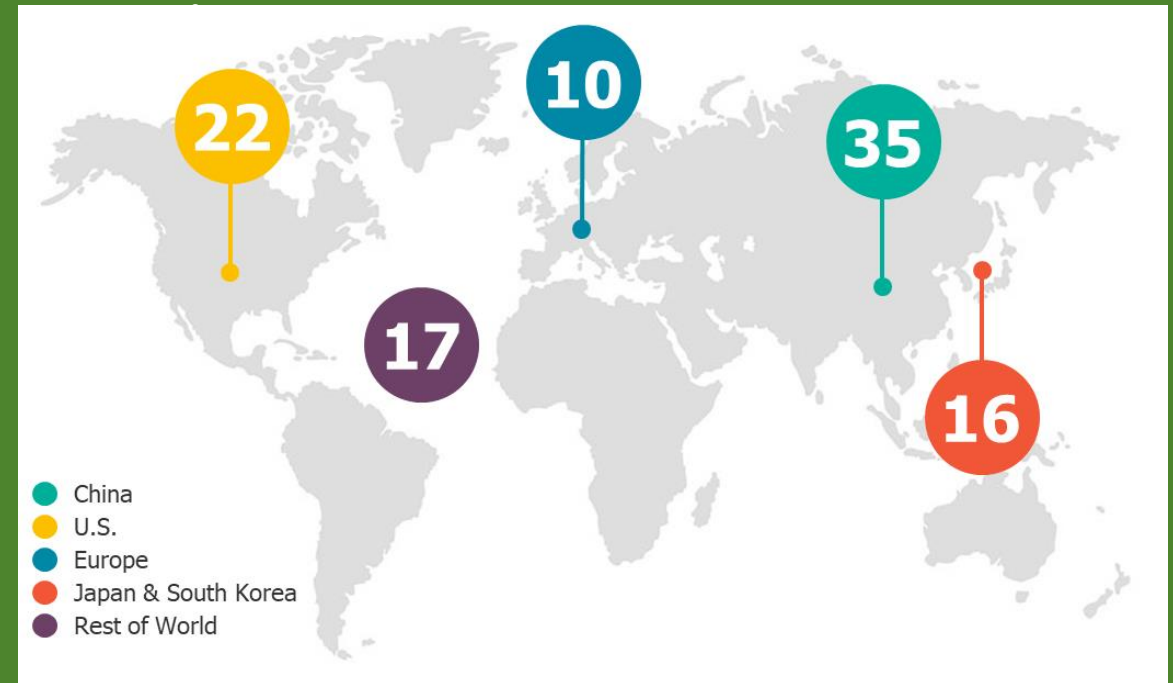 10
22
35
17
16
China
U.S.
Europe
Japan & South Korea
Rest of World